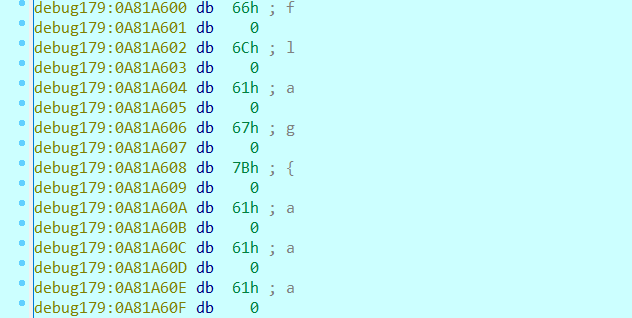 debug179:0A81A600 db 66h ; f
debug179:0A81A601 db 0
debug179:0A81A602 db 6Ch ; l
debug179:0A81A603 db 0
debug179:0A81A604 db 61h ; a
debug179:0A81A605 db 0
debug179:0A81A606 db 67h ; g
debug179:0A81A607 db 0
debug179:0A81A608 db 7Bh ; {
debug179:0A81A609 db 0
debug179:0A81A60A db 61h ; a
debug179:0A81A60B db 0
debug179:0A81A60C db 61h ; a
debug179:0A81A60D db 0
debug179:0A81A60E db 61h ; a
debug179:0A81A60F db 0